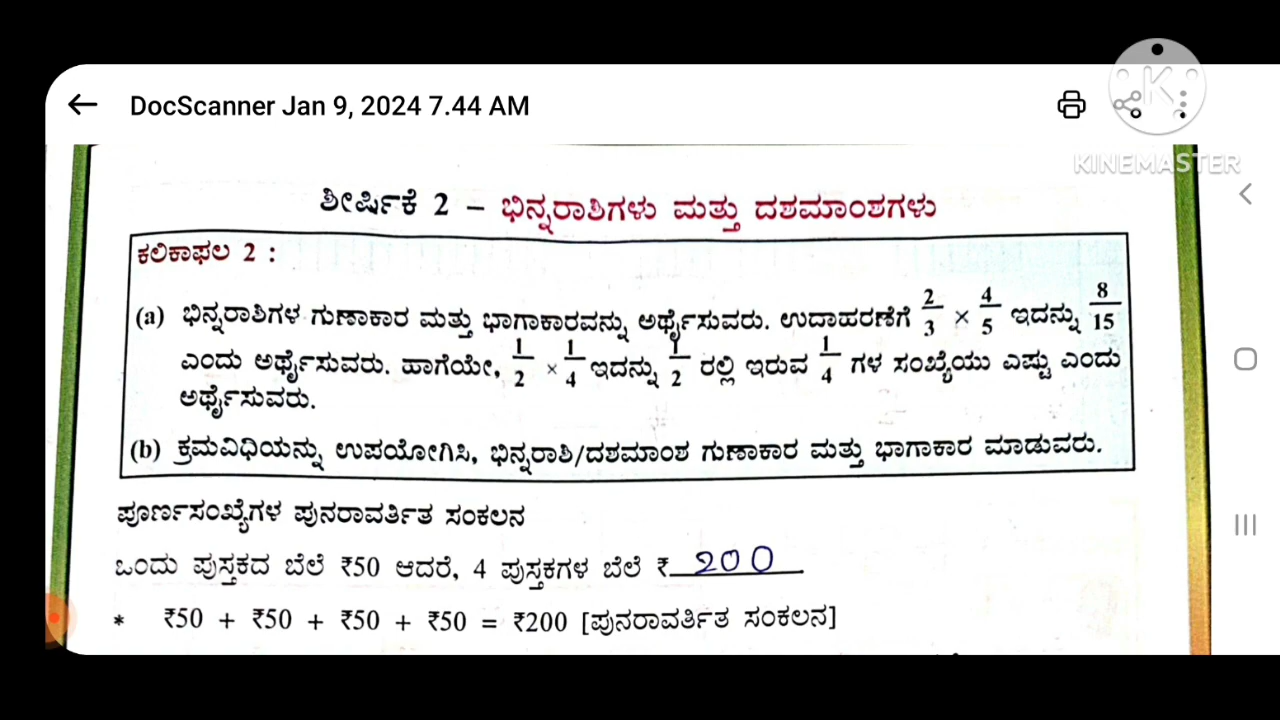 DocScanner Jan 9, 2024 7.44 AM
KINEMASTER
ಶೀರ್ಷಿಕೆ 2 – ಭಿನ್ನರಾಶಿಗಳು ಮತ್ತು ದಶಮಾಂಶಗಳು
ಕಲಿಕಾಫಲ 2 :
(a) ಭಿನ್ನರಾಶಿಗಳ ಗುಣಾಕಾರ ಮತ್ತು ಭಾಗಾಕಾರವನ್ನು ಅರ್ಥೈಸುವರು. ಉದಾಹರಣೆಗೆ 2/3 × 4/5 ಇದನ್ನು 8/15
ಎಂದು ಅರ್ಥೈಸುವರು. ಹಾಗೆಯೇ, 1/2 × 1/4 ಇದನ್ನು 1/2 ರಲ್ಲಿ ಇರುವ 1/4 ಗಳ ಸಂಖ್ಯೆಯು ಎಷ್ಟು ಎಂದು
ಅರ್ಥೈಸುವರು.
(b) ಕ್ರಮವಿಧಿಯನ್ನು ಉಪಯೋಗಿಸಿ, ಭಿನ್ನರಾಶಿ/ದಶಮಾಂಶ ಗುಣಾಕಾರ ಮತ್ತು ಭಾಗಾಕಾರ ಮಾಡುವರು.
ಪೂರ್ಣಸಂಖ್ಯೆಗಳ ಪುನರಾವರ್ತಿತ ಸಂಕಲನ
ಒಂದು ಪುಸ್ತಕದ ಬೆಲೆ ₹50 ಆದರೆ, 4 ಪುಸ್ತಕಗಳ ಬೆಲೆ ₹ 200
* ₹50 + ₹50 + ₹50 + ₹50 = ₹200 [ಪುನರಾವರ್ತಿತ ಸಂಕಲನ]